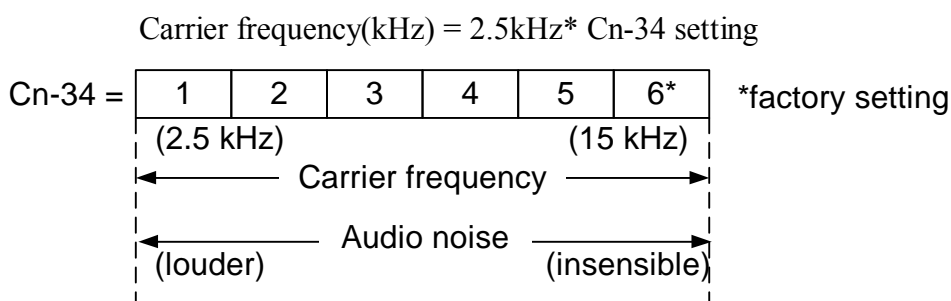 Carrier frequency(kHz) = 2.5kHz* Cn-34 setting
Cn-34 = 1 2 3 4 5 6* *factory setting
(2.5 kHz) (15 kHz)
Carrier frequency
Audio noise
(louder) (insensible)